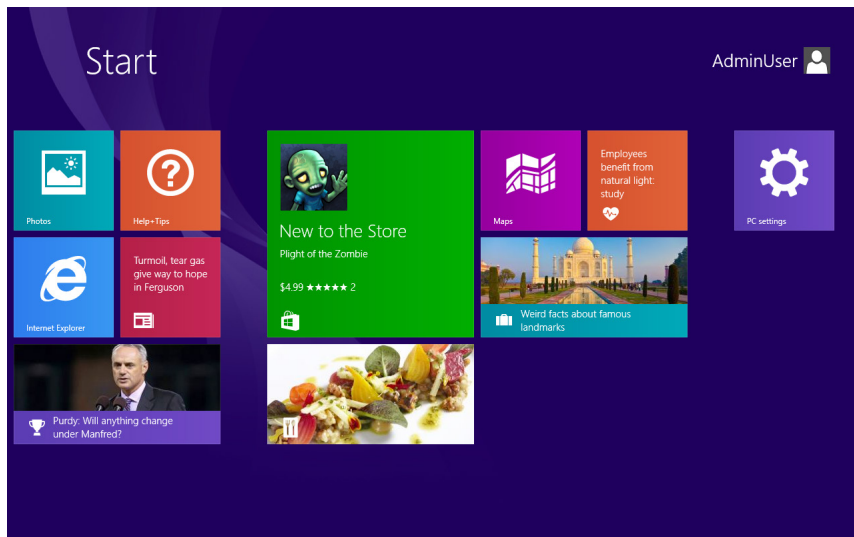 Start
AdminUser
Photos
Help+Tips
Internet Explorer
Turmoil, tear gas
give way to hope
in Ferguson
Purdy: Will anything change
under Manfred?
New to the Store
Plight of the Zombie
$4.99 ★★★★★ 2
Maps
Employees
benefit from
natural light:
study
Weird facts about famous
landmarks
PC settings